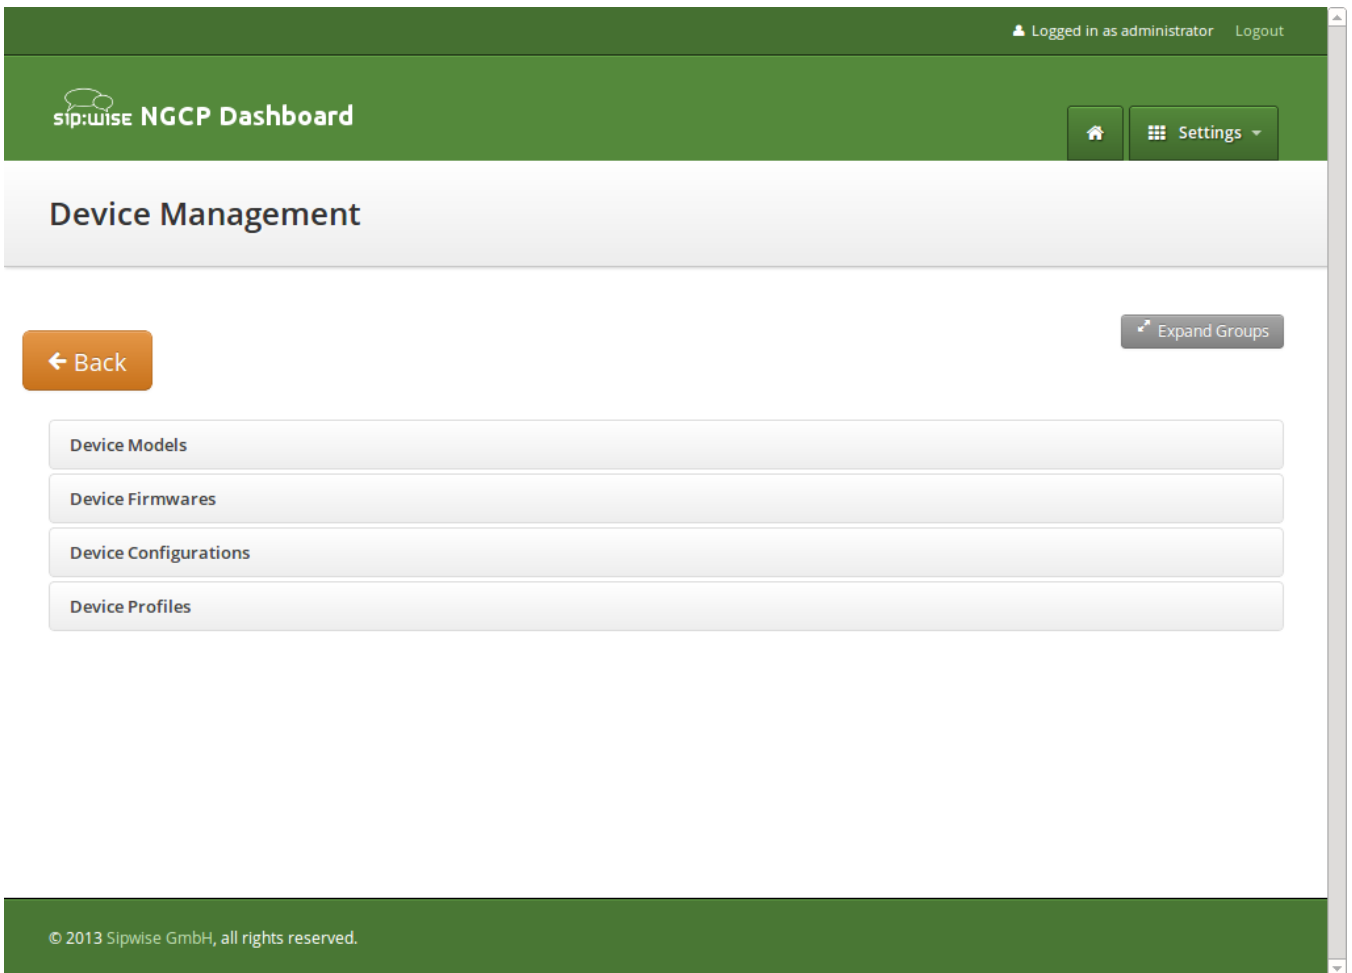 Logged in as administrator Logout
sip:wise NGCP Dashboard
Settings
Device Management
Expand Groups
Back
Device Models
Device Firmwares
Device Configurations
Device Profiles
© 2013 Sipwise GmbH, all rights reserved.